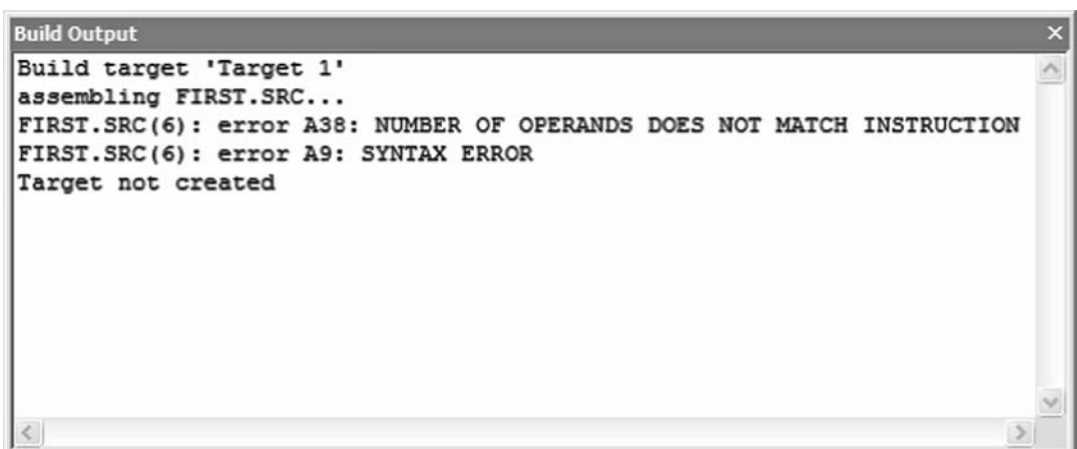 Build Output
Build target 'Target 1'
assembling FIRST.SRC...
FIRST.SRC(6): error A38: NUMBER OF OPERANDS DOES NOT MATCH INSTRUCTION
FIRST.SRC(6): error A9: SYNTAX ERROR
Target not created